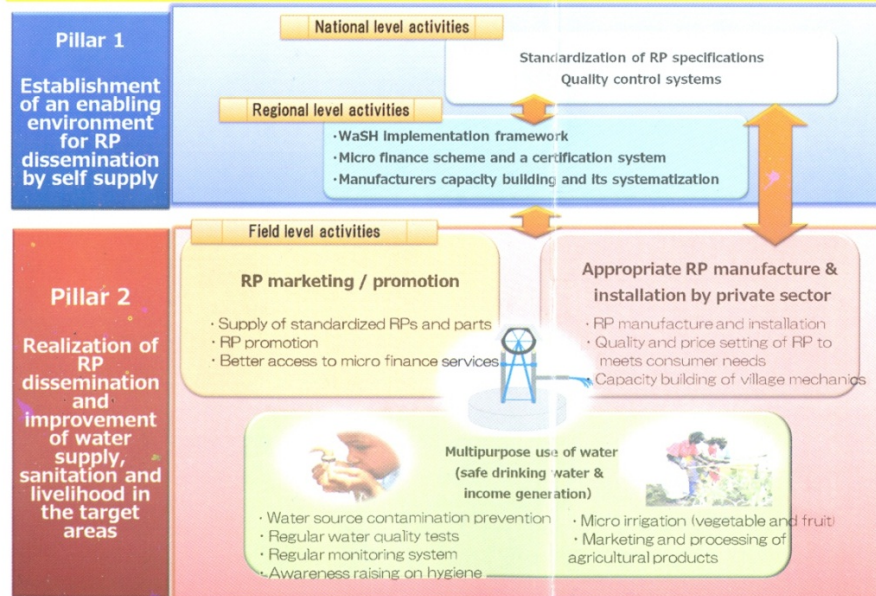 Pillar 1
Establishment
of an enabling
environment
for RP
dissemination
by self supply
National level activities
Standardization of RP specifications
Quality control systems
Regional level activities
・WaSH implementation framework
・Micro finance scheme and a certification system
・Manufacturers capacity building and its systematization
Pillar 2
Realization of
RP
dissemination
and
improvement
of water
supply,
sanitation and
livelihood in
the target
areas
Field level activities
RP marketing / promotion
・Supply of standardized RPs and parts
・RP promotion
・Better access to micro finance services
Appropriate RP manufacture &
installation by private sector
・RP manufacture and installation
・Quality and price setting of RP to
meets consumer needs
・Capacity building of village mechanics
Multipurpose use of water
(safe drinking water &
income generation)
・Water source contamination prevention
・Regular water quality tests
・Regular monitoring system
・Awareness raising on hygiene
・Micro irrigation (vegetable and fruit)
・Marketing and processing of
agricultural products